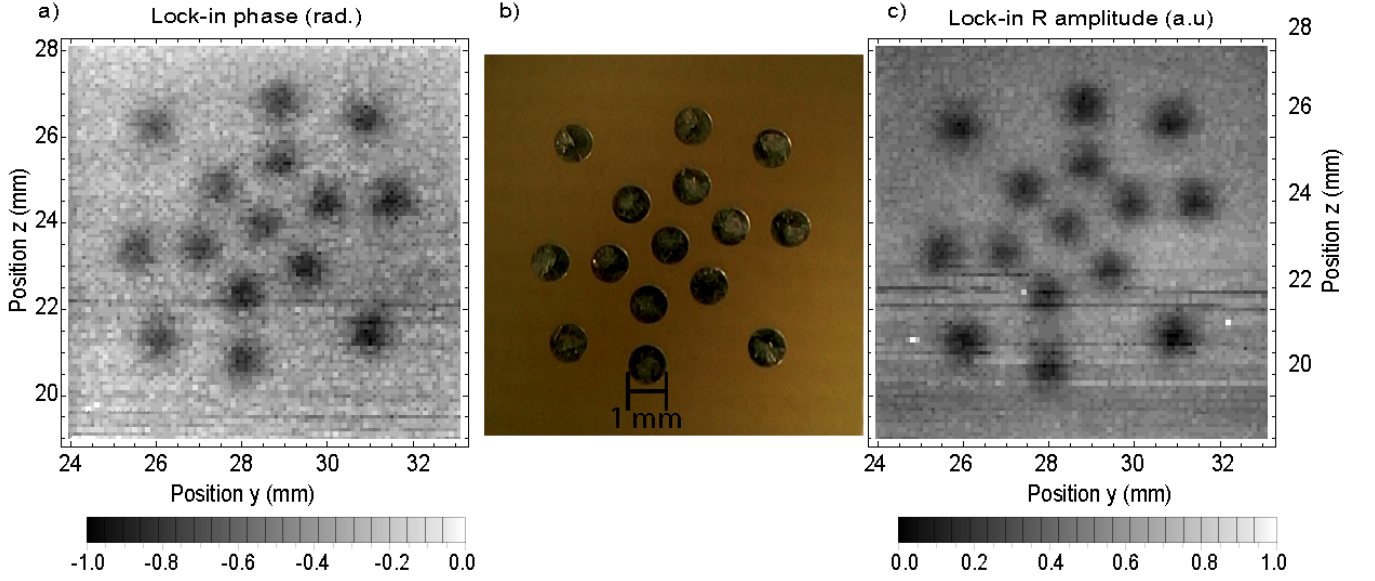 a) Lock-in phase (rad.)
b)
c) Lock-in R amplitude (a.u)
28
26
24
22
20
Position z (mm)
24 26 28 30 32
Position y (mm)
-1.0 -0.8 -0.6 -0.4 -0.2 0.0
1 mm
28
26
24
22
20
Position z (mm)
24 26 28 30 32
Position y (mm)
0.0 0.2 0.4 0.6 0.8 1.0